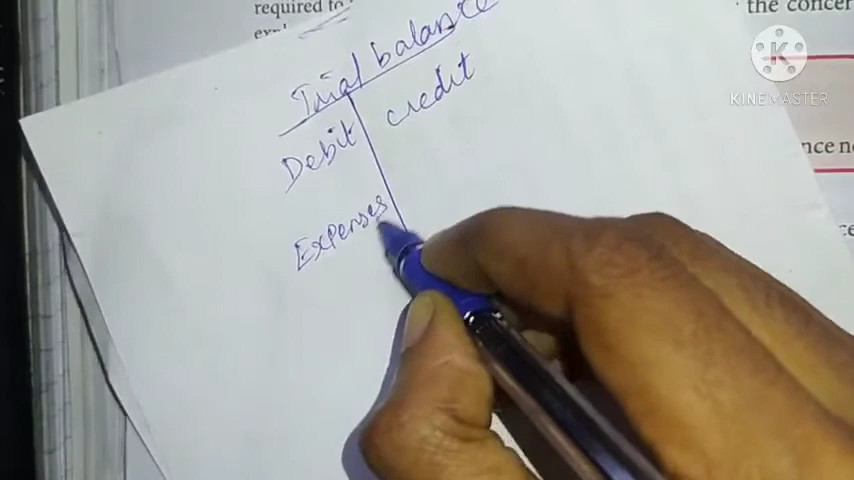 required to
the concer
Trial balance
Debit credit
Expenses
KINEMASTER
nce no